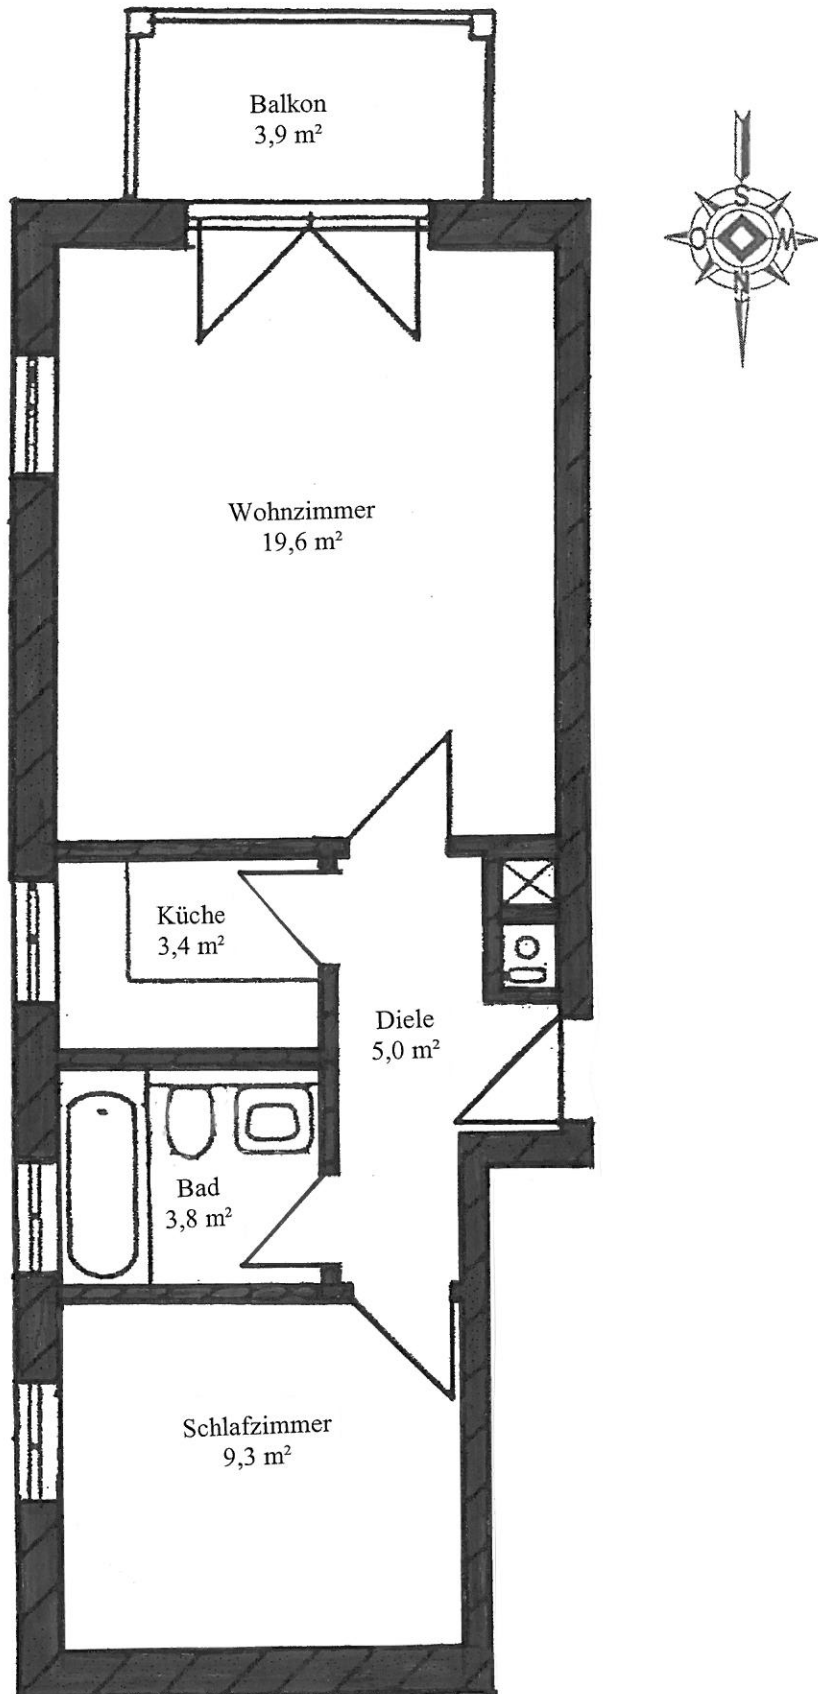 Balkon
3,9 m²
S
O
W
N
Wohnzimmer
19,6 m²
Küche
3,4 m²
Diele
5,0 m²
Bad
3,8 m²
Schlafzimmer
9,3 m²